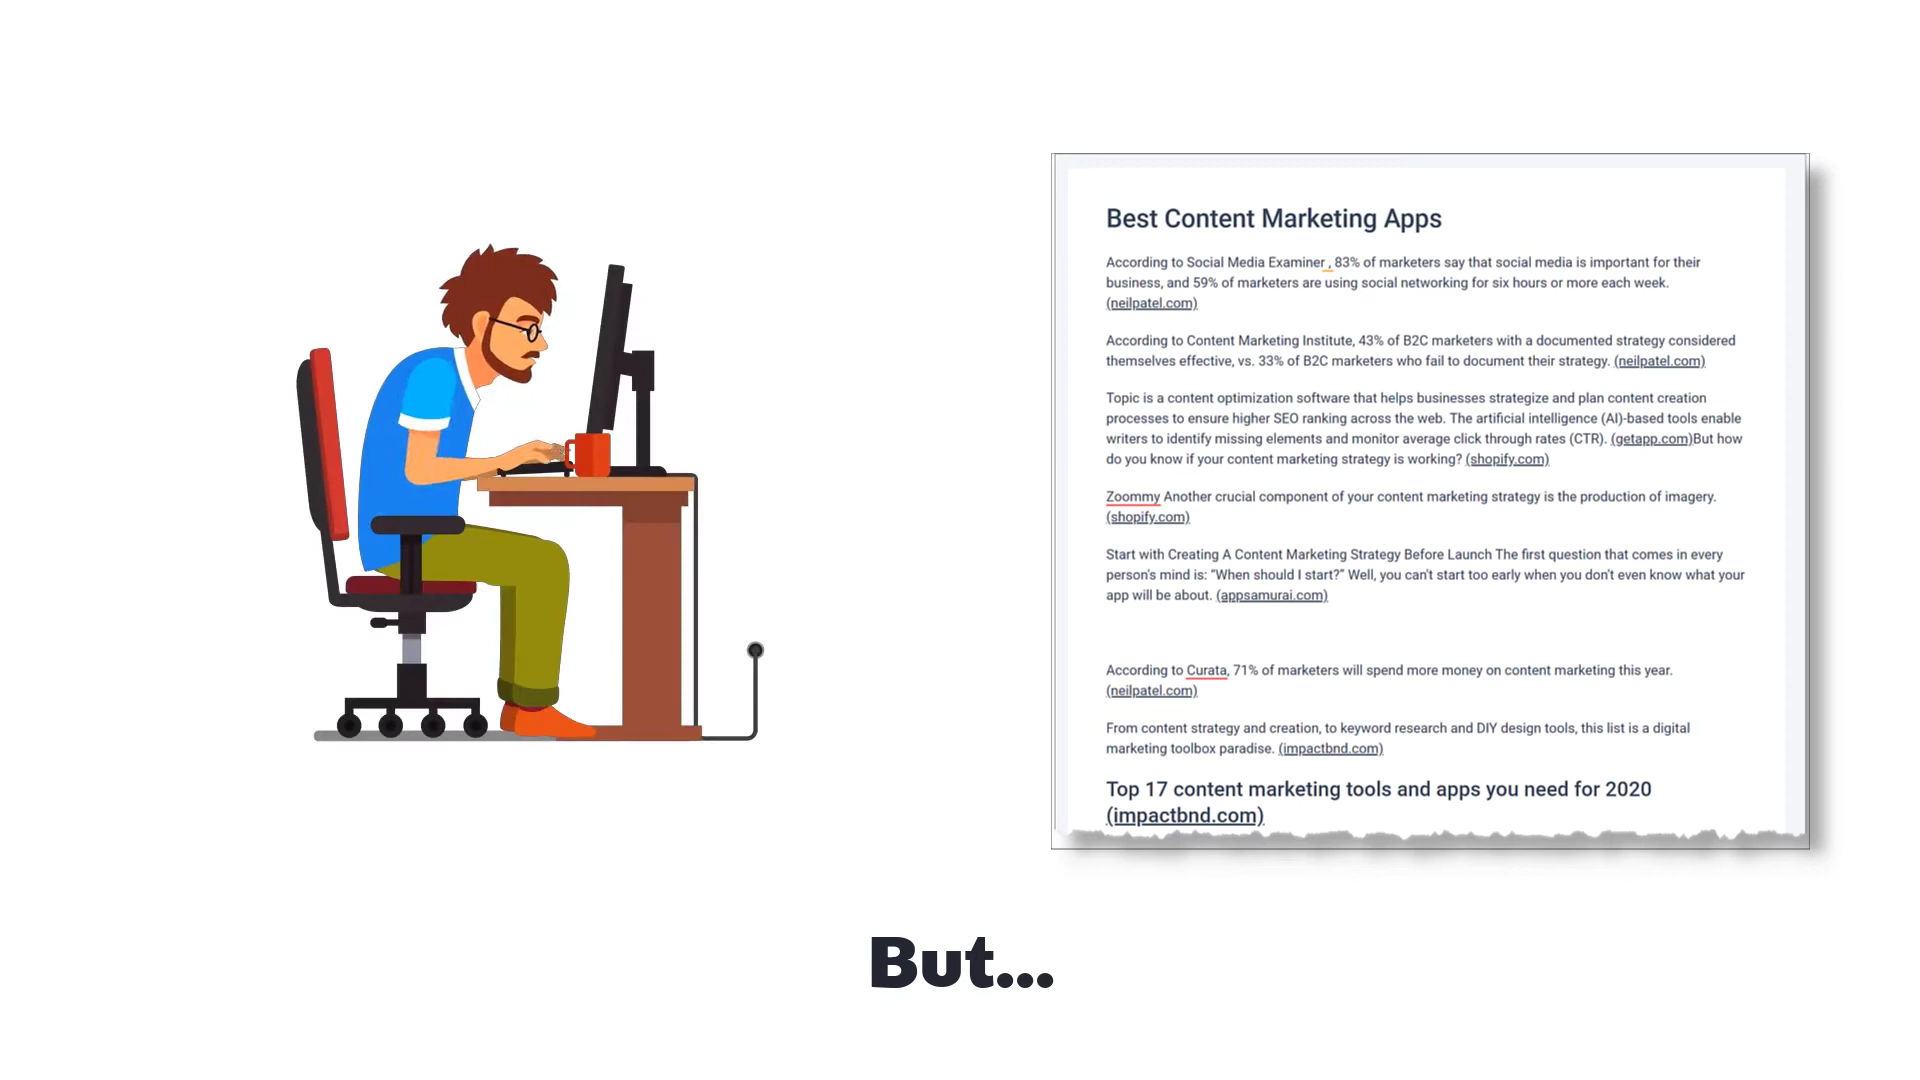 Best Content Marketing Apps
According to Social Media Examiner , 83% of marketers say that social media is important for their
business, and 59% of marketers are using social networking for six hours or more each week.
(neilpatel.com)
According to Content Marketing Institute, 43% of B2C marketers with a documented strategy considered
themselves effective, vs. 33% of B2C marketers who fail to document their strategy. (neilpatel.com)
Topic is a content optimization software that helps businesses strategize and plan content creation
processes to ensure higher SEO ranking across the web. The artificial intelligence (AI)-based tools enable
writers to identify missing elements and monitor average click through rates (CTR). (getapp.com)But how
do you know if your content marketing strategy is working? (shopify.com)
Zoommy Another crucial component of your content marketing strategy is the production of imagery.
(shopify.com)
Start with Creating A Content Marketing Strategy Before Launch The first question that comes in every
person's mind is: “When should I start?” Well, you can't start too early when you don't even know what your
app will be about. (appsamurai.com)
According to Curata, 71% of marketers will spend more money on content marketing this year.
(neilpatel.com)
From content strategy and creation, to keyword research and DIY design tools, this list is a digital
marketing toolbox paradise. (impactbnd.com)
Top 17 content marketing tools and apps you need for 2020
(impactbnd.com)
But...